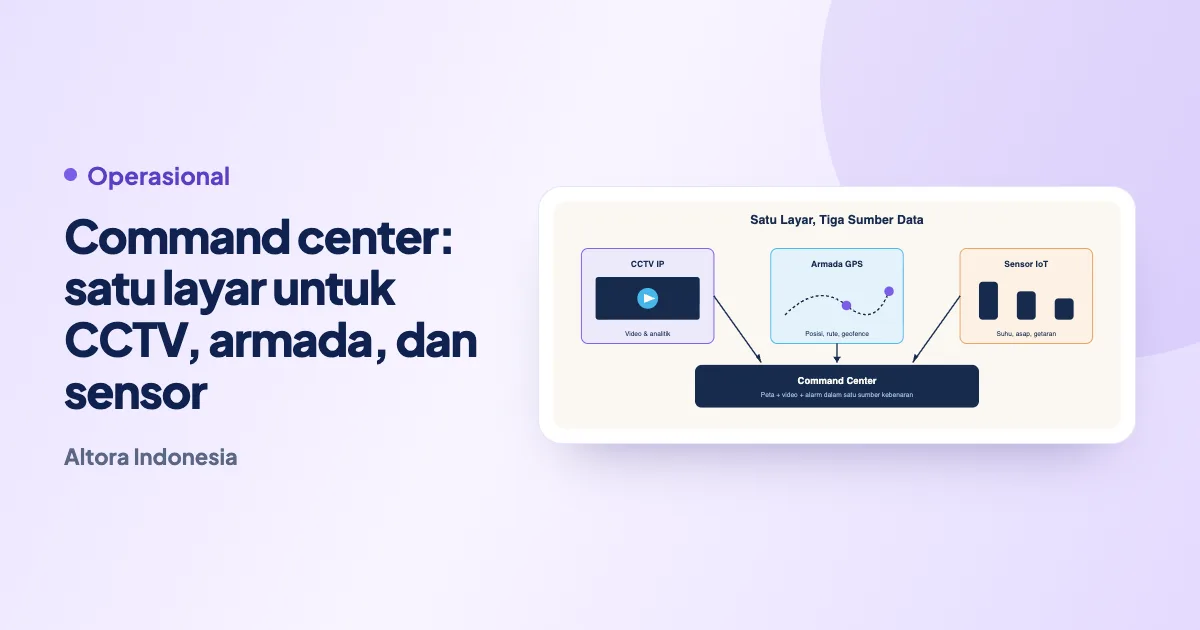 Operasional
Command center:
satu layar untuk
CCTV, armada, dan
sensor
Altora Indonesia
Satu Layar, Tiga Sumber Data
CCTV IP
Video & analitik
Armada GPS
Posisi, rute, geofence
Sensor IoT
Suhu, asap, getaran
Command Center
Peta + video + alarm dalam satu sumber kebenaran